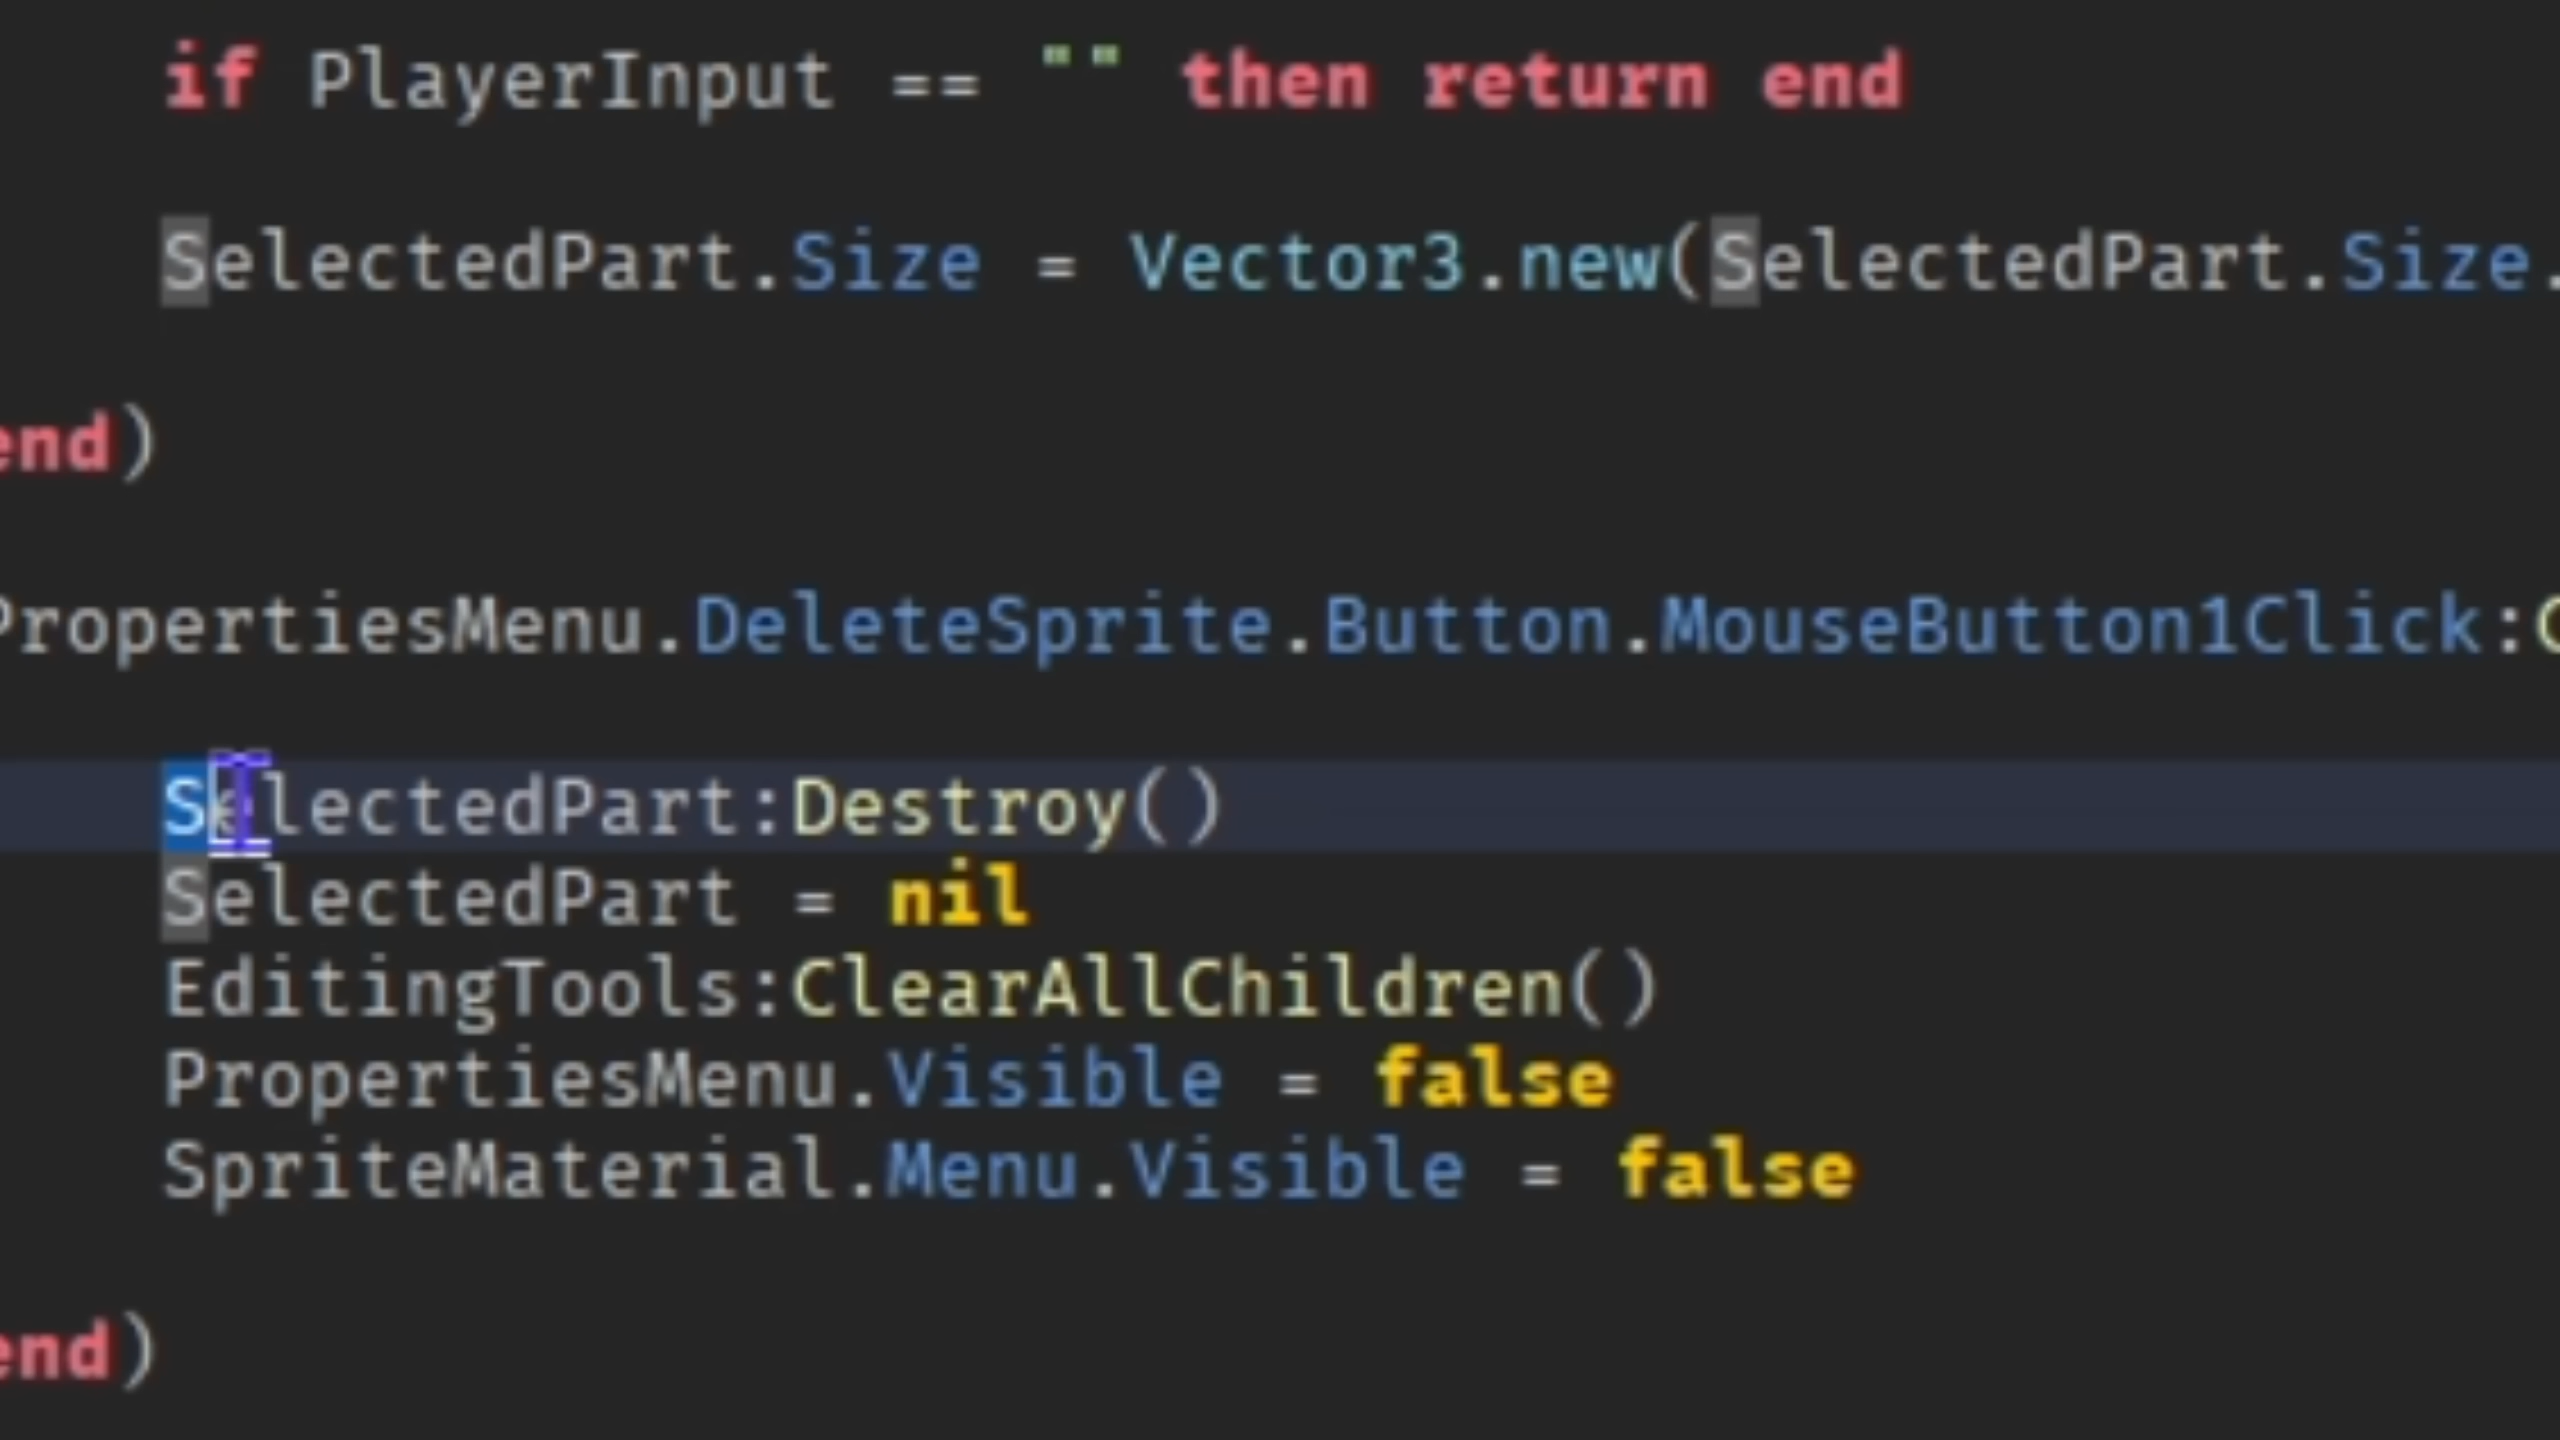 if PlayerInput == "" then return end
SelectedPart.Size = Vector3.new(SelectedPart.Size.
end)
PropertiesMenu.DeleteSprite.Button.MouseButton1Click:C
SelectedPart:Destroy()
SelectedPart = nil
EditingTools:ClearAllChildren()
PropertiesMenu.Visible = false
SpriteMaterial.Menu.Visible = false
end)